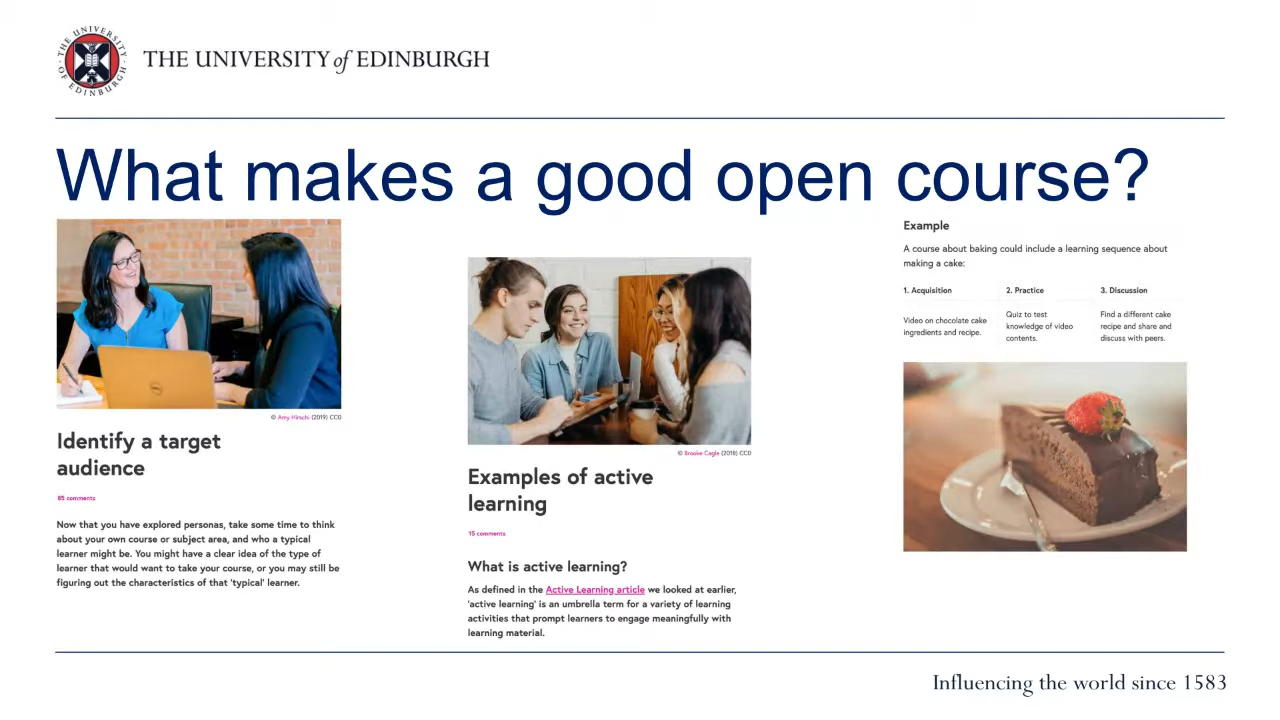 THE UNIVERSITY OF EDINBURGH
THE UNIVERSITY of EDINBURGH
What makes a good open course?
© Amy Hirschi (2019) CC0
Identify a target
audience
85 comments
Now that you have explored personas, take some time to think
about your own course or subject area, and who a typical
learner might be. You might have a clear idea of the type of
learner that would want to take your course, or you may still be
figuring out the characteristics of that 'typical' learner.
© Brooke Cagle (2018) CC0
Examples of active
learning
15 comments
What is active learning?
As defined in the Active Learning article we looked at earlier,
'active learning' is an umbrella term for a variety of learning
activities that prompt learners to engage meaningfully with
learning material.
Example
A course about baking could include a learning sequence about
making a cake:
1. Acquisition
Video on chocolate cake
ingredients and recipe.
2. Practice
Quiz to test
knowledge of video
contents.
3. Discussion
Find a different cake
recipe and share and
discuss with peers.
Influencing the world since 1583